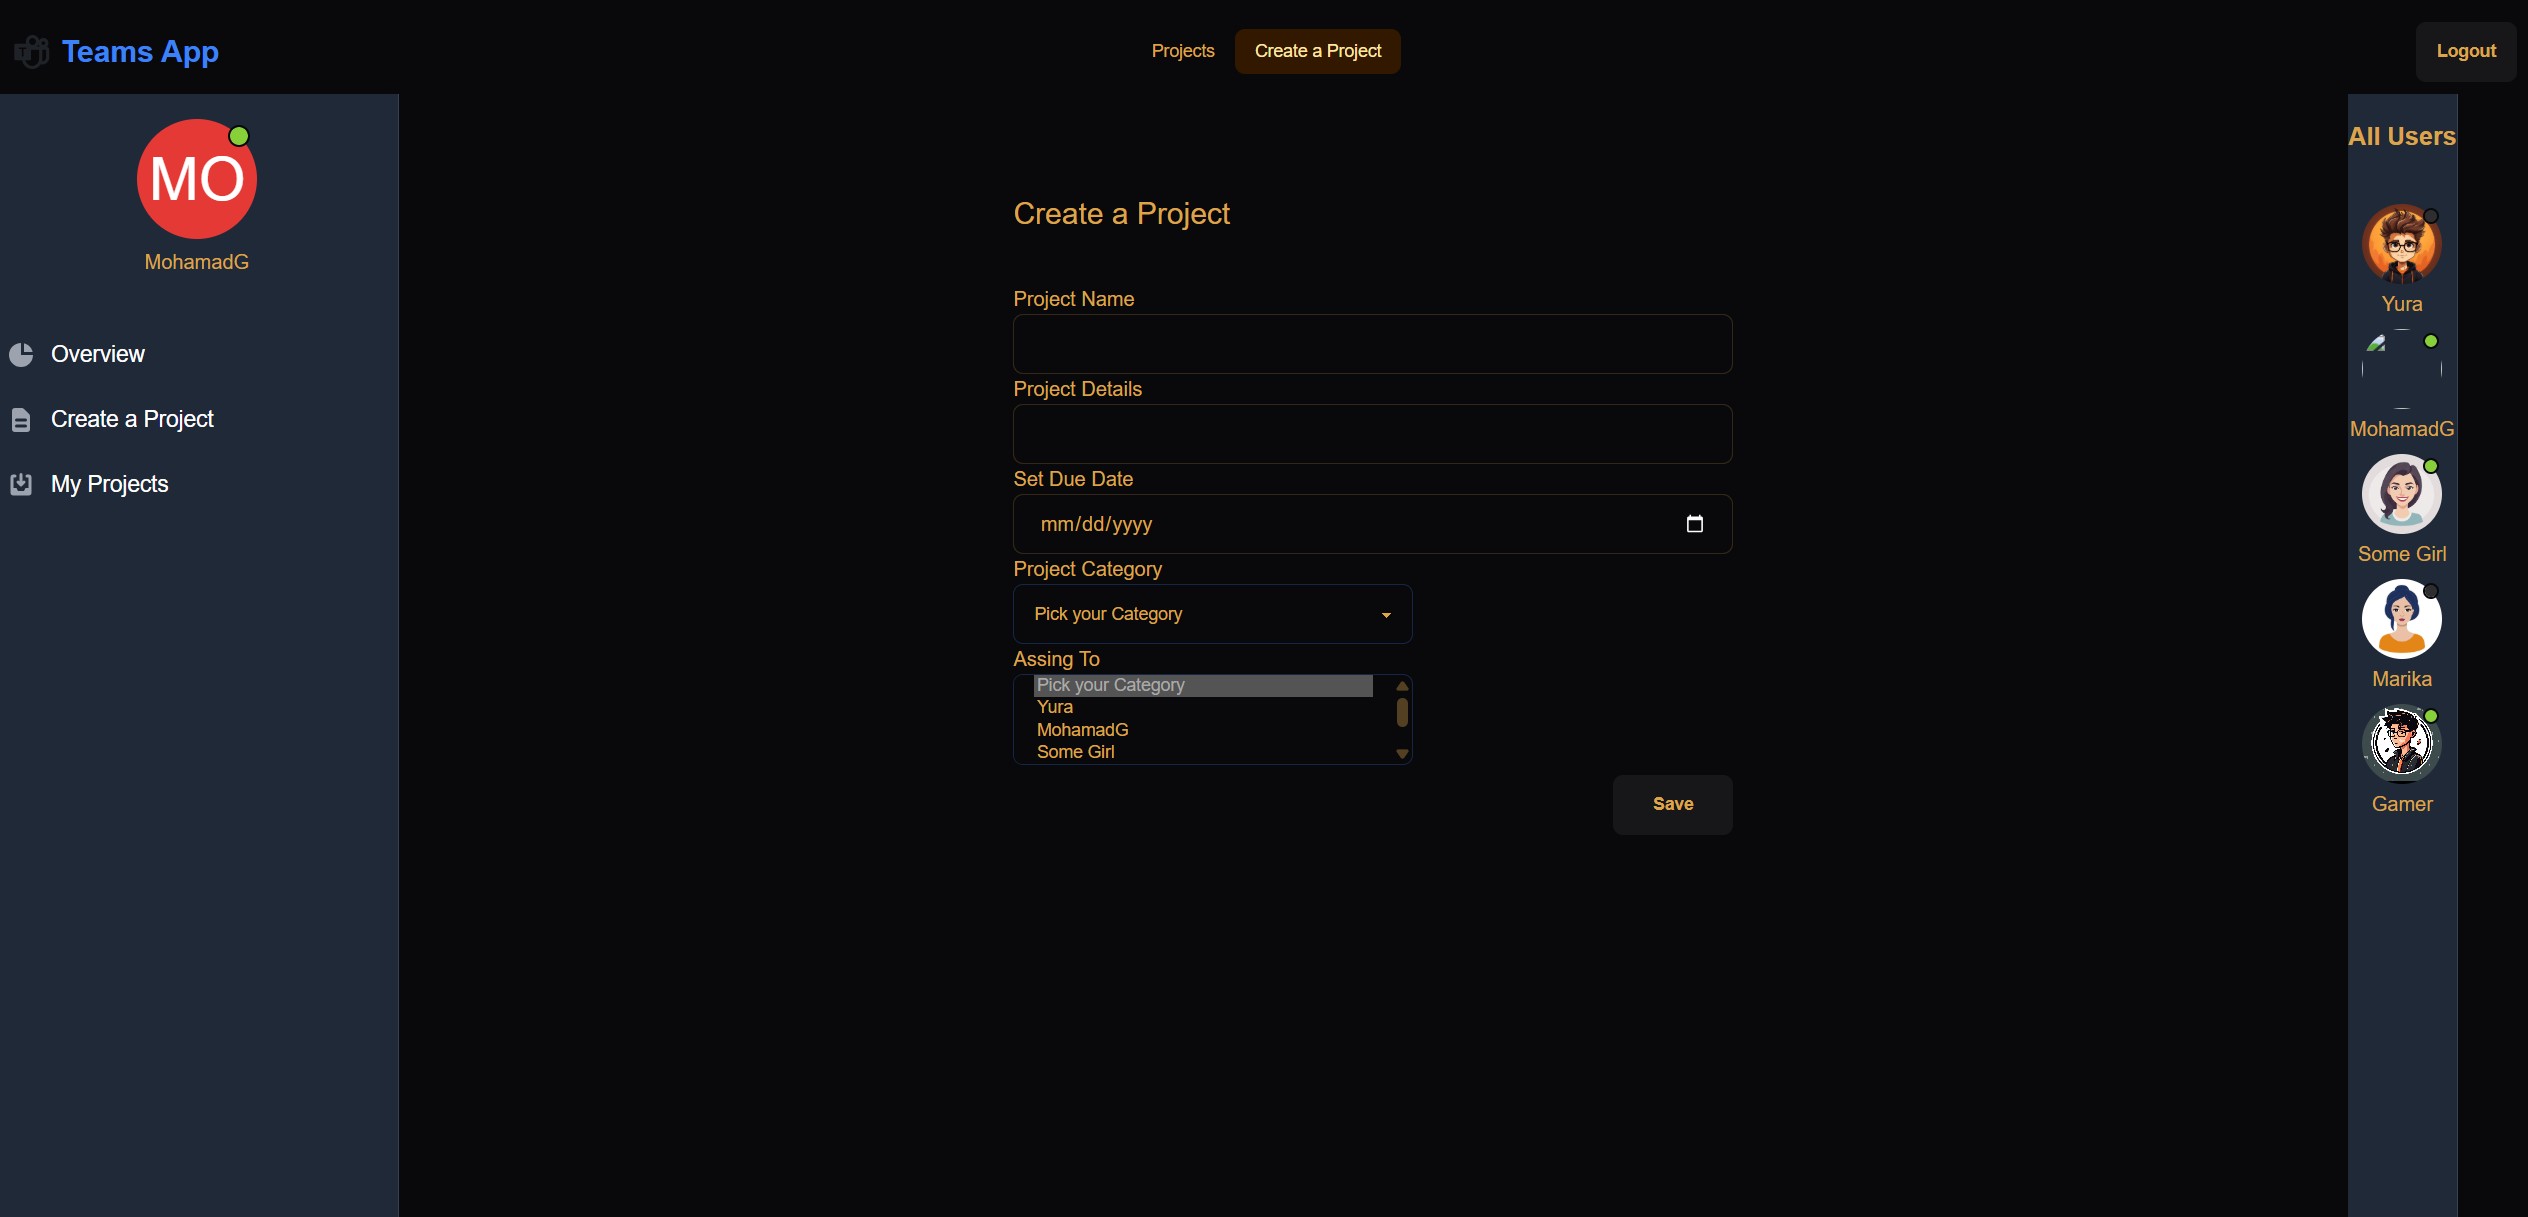 Teams App
Projects
Create a Project
Logout
MO
MohamadG
Overview
Create a Project
My Projects
Create a Project
Project Name
Project Details
Set Due Date
mm/dd/yyyy
Project Category
Pick your Category
Assing To
Pick your Category
Yura
MohamadG
Some Girl
Save
All Users
Yura
MohamadG
Some Girl
Marika
Gamer